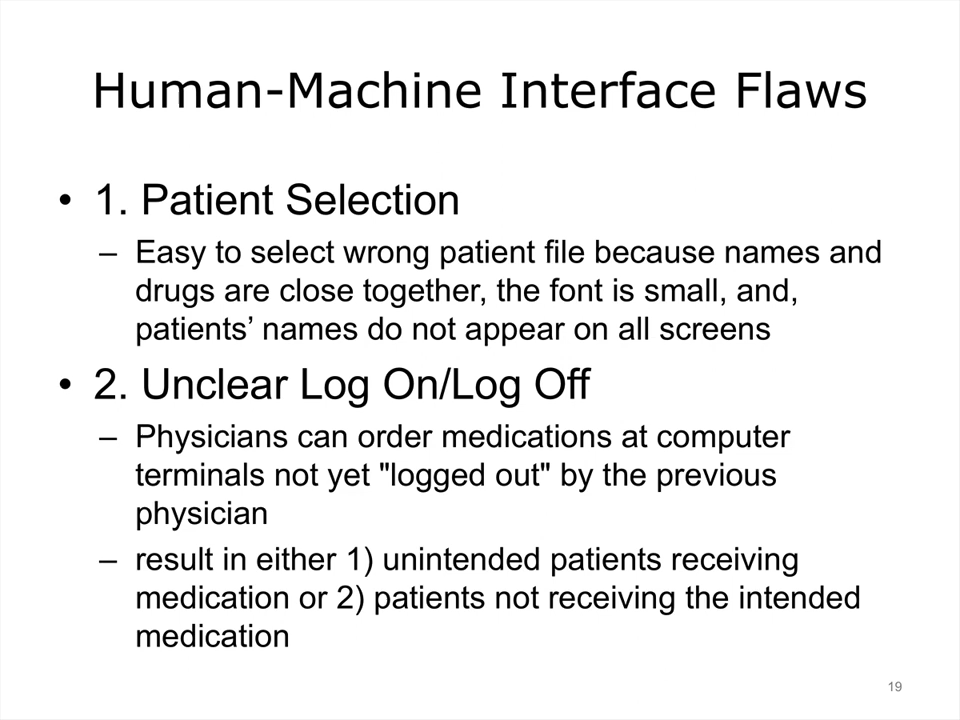 Human-Machine Interface Flaws
• 1. Patient Selection
– Easy to select wrong patient file because names and
drugs are close together, the font is small, and,
patients’ names do not appear on all screens
• 2. Unclear Log On/Log Off
– Physicians can order medications at computer
terminals not yet "logged out" by the previous
physician
– result in either 1) unintended patients receiving
medication or 2) patients not receiving the intended
medication
19